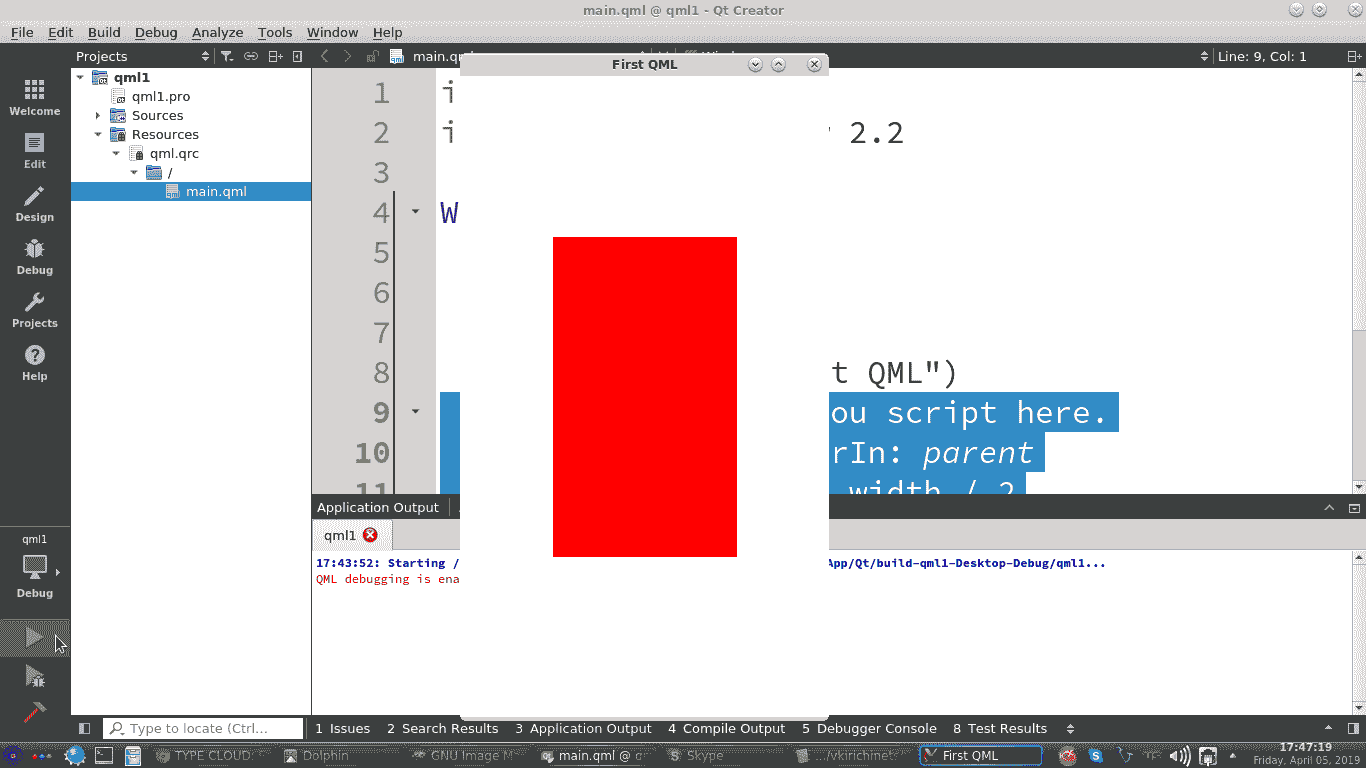 main.qml @ qml1 - Qt Creator
File Edit Build Debug Analyze Tools Window Help
Projects
Line: 9, Col: 1
First QML
Welcome
Edit
Design
Debug
Projects
Help
qml1
Debug
qml1
qml1.pro
Sources
Resources
qml.qrc
/
main.qml
1 i
2 i 2.2
3
4 W
5
6
7
8 t QML")
9 ou script here.
10 rIn: parent
11 width / 2
Application Output
qml1
17:43:52: Starting / App/Qt/build-qml1-Desktop-Debug/qml1...
QML debugging is ena
Type to locate (Ctrl... 1 Issues 2 Search Results 3 Application Output 4 Compile Output 5 Debugger Console 8 Test Results
TYPE CLOUD Dolphin GNU Image M main.qml @ q Skype .../vkirichinet First QML
17:47:19
Friday, April 05, 2019